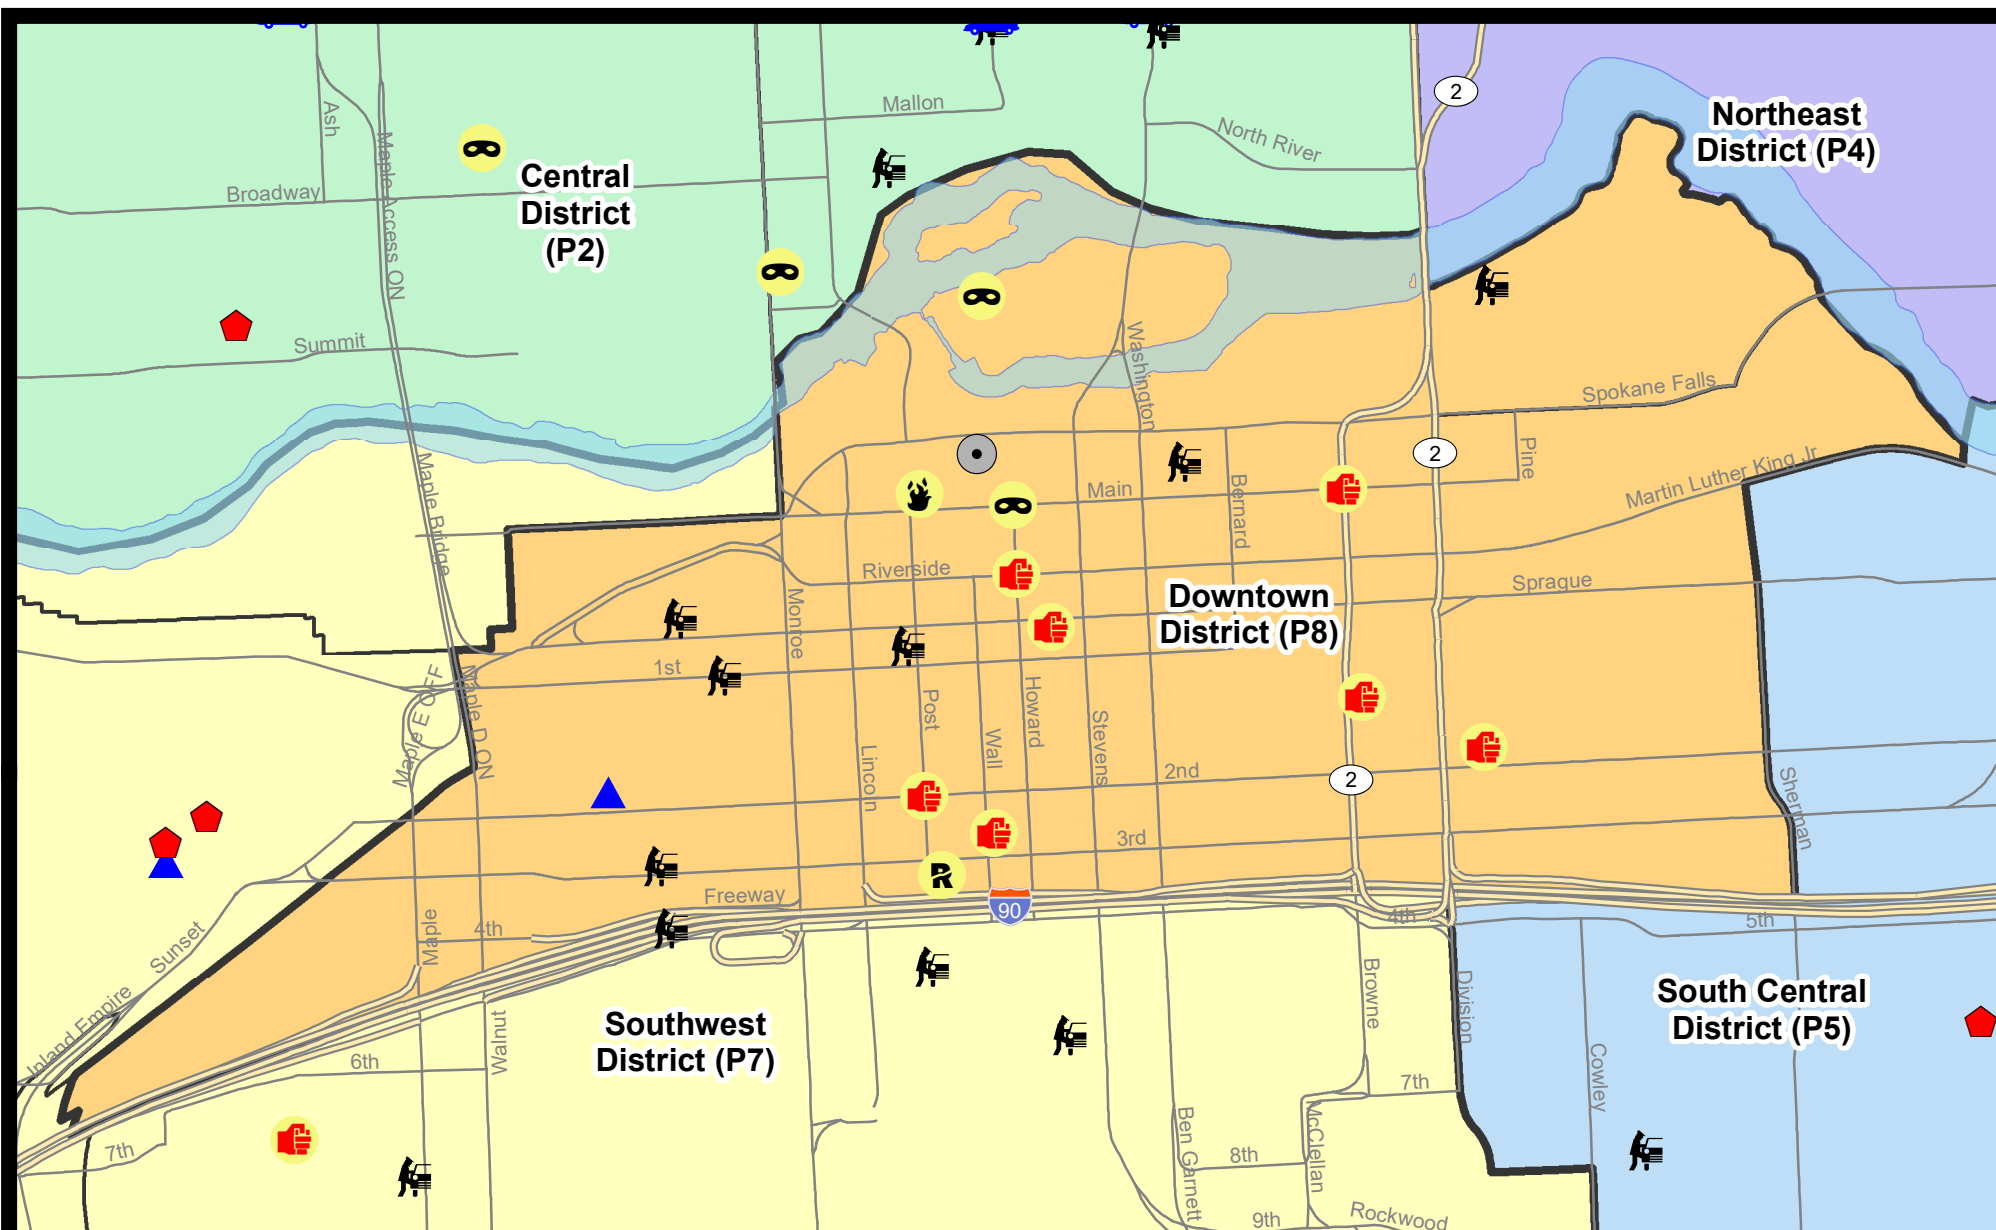 2
Northeast
District (P4)
Mallon
Ash
North River
Maple Access ON
Central
District
(P2)
Broadway
Summit
Washington
Spokane Falls
2
Pine
Maple Bridge
Main
Bernard
Martin Luther King Jr
Riverside
Sprague
Downtown
District (P8)
Monroe
1st
Maple E OFF
Maple D ON
Post
Howard
Wall
Stevens
Lincoln
2nd
2
Sherman
3rd
Freeway
90
R
4th
4th
5th
Maple
Sunset
Inland Empire
Walnut
Southwest
District (P7)
Browne
Division
South Central
District (P5)
Cowley
6th
7th
7th
McClellan
Ben Garnett
8th
9th
Rockwood